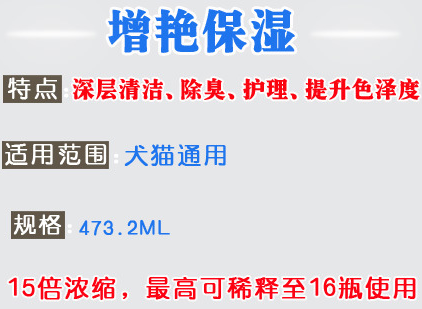 增艳保湿
特点:深层清洁、除臭、护理、提升色泽度
适用范围:犬猫通用
规格:473.2ML
15倍浓缩，最高可稀释至16瓶使用